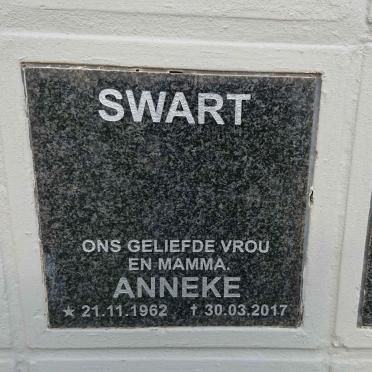 SWART
ONS GELIEFDE VROU
EN MAMMA.
ANNEKE
★ 21.11.1962 † 30.03.2017